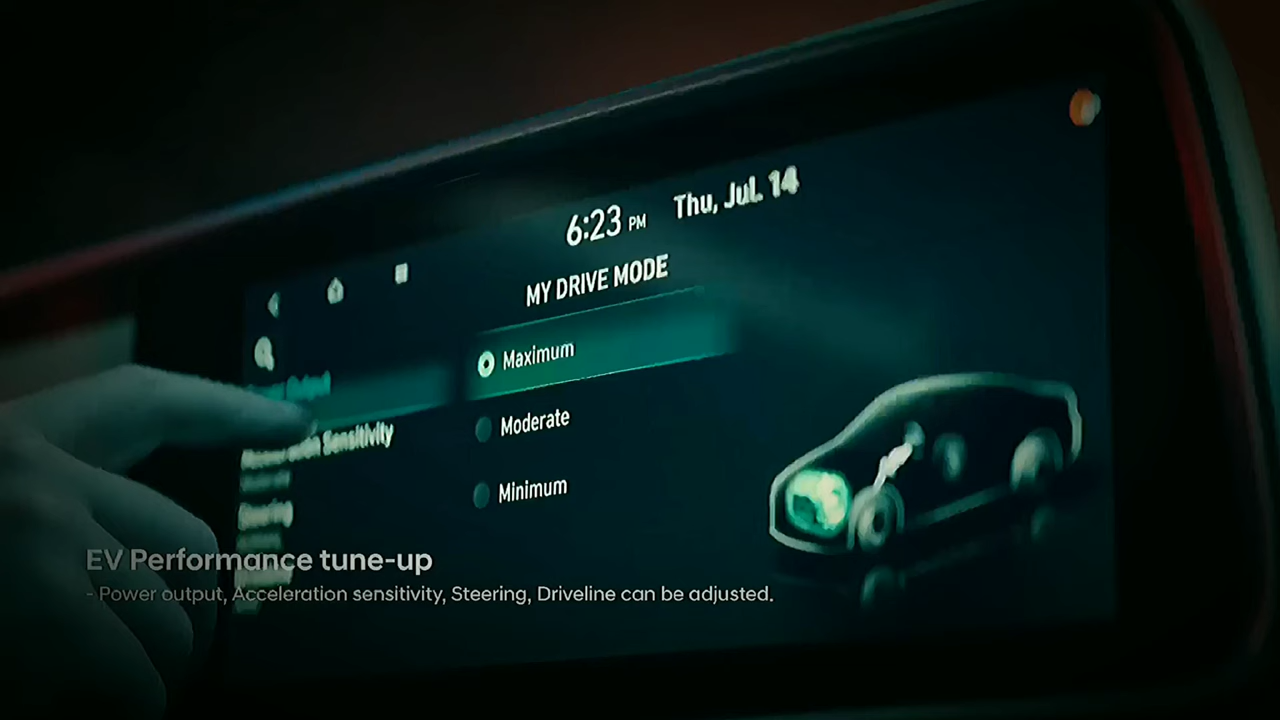 6:23 PM Thu, Jul. 14
MY DRIVE MODE
Maximum
Moderate
Minimum
Sensitivity
Steering
EV Performance tune-up
- Power output, Acceleration sensitivity, Steering, Driveline can be adjusted.